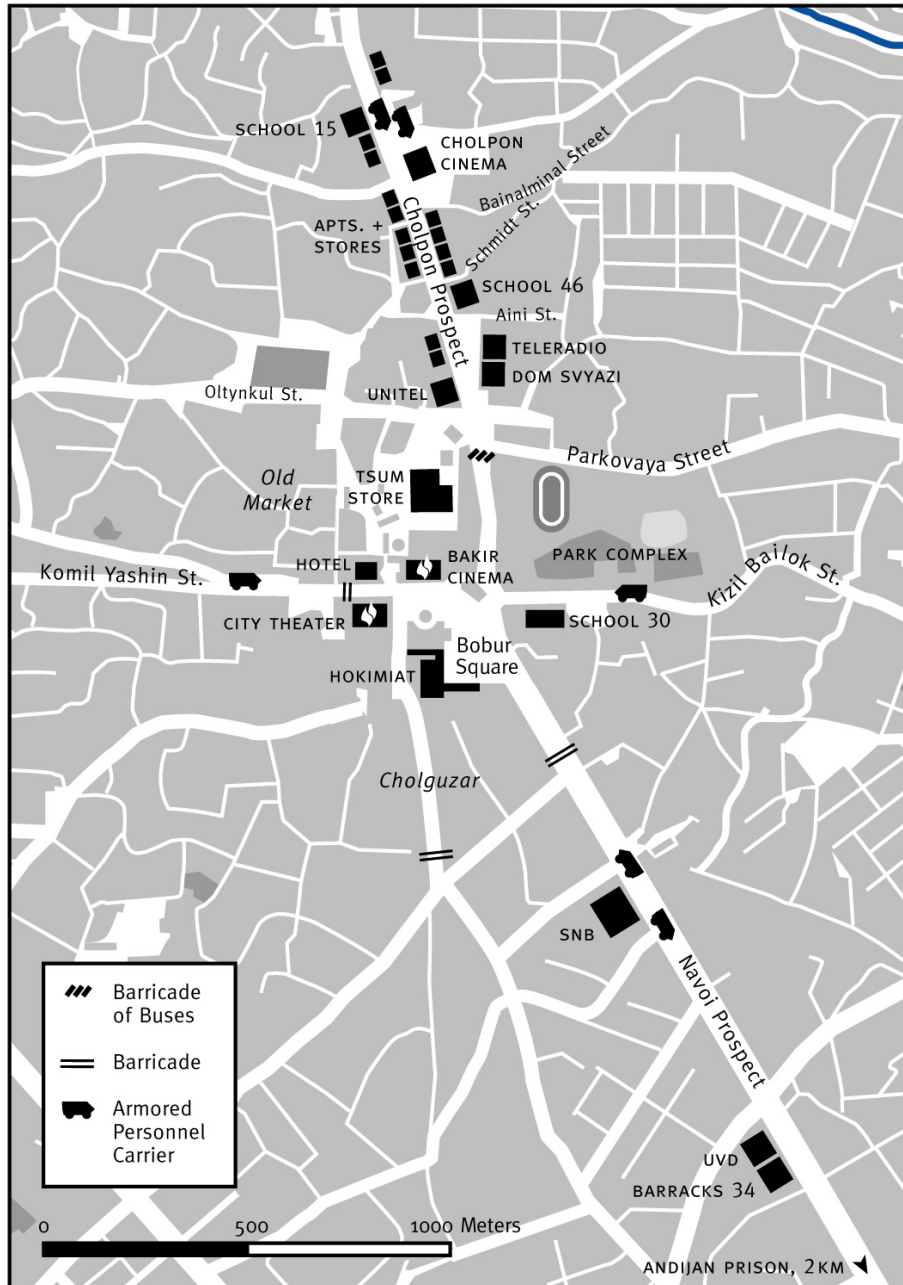 SCHOOL 15
CHOLPON
CINEMA
Bainalminal Street
APTS. +
STORES
Cholpon Prospect
Schmidt St.
SCHOOL 46
Aini St.
TELERADIO
DOM SVYAZI
UNITEL
Oltynkul St.
Parkovaya Street
Old
Market
TSUM
STORE
HOTEL
BAKIR
CINEMA
PARK COMPLEX
Komil Yashin St.
Kizil Bailok St.
CITY THEATER
SCHOOL 30
Bobur
Square
HOKIMIAT
Cholguzar
SNB
Navoi Prospect
Barricade
of Buses
Barricade
Armored
Personnel
Carrier
UVD
BARRACKS 34
0 500 1000 Meters
ANDIJAN PRISON, 2KM